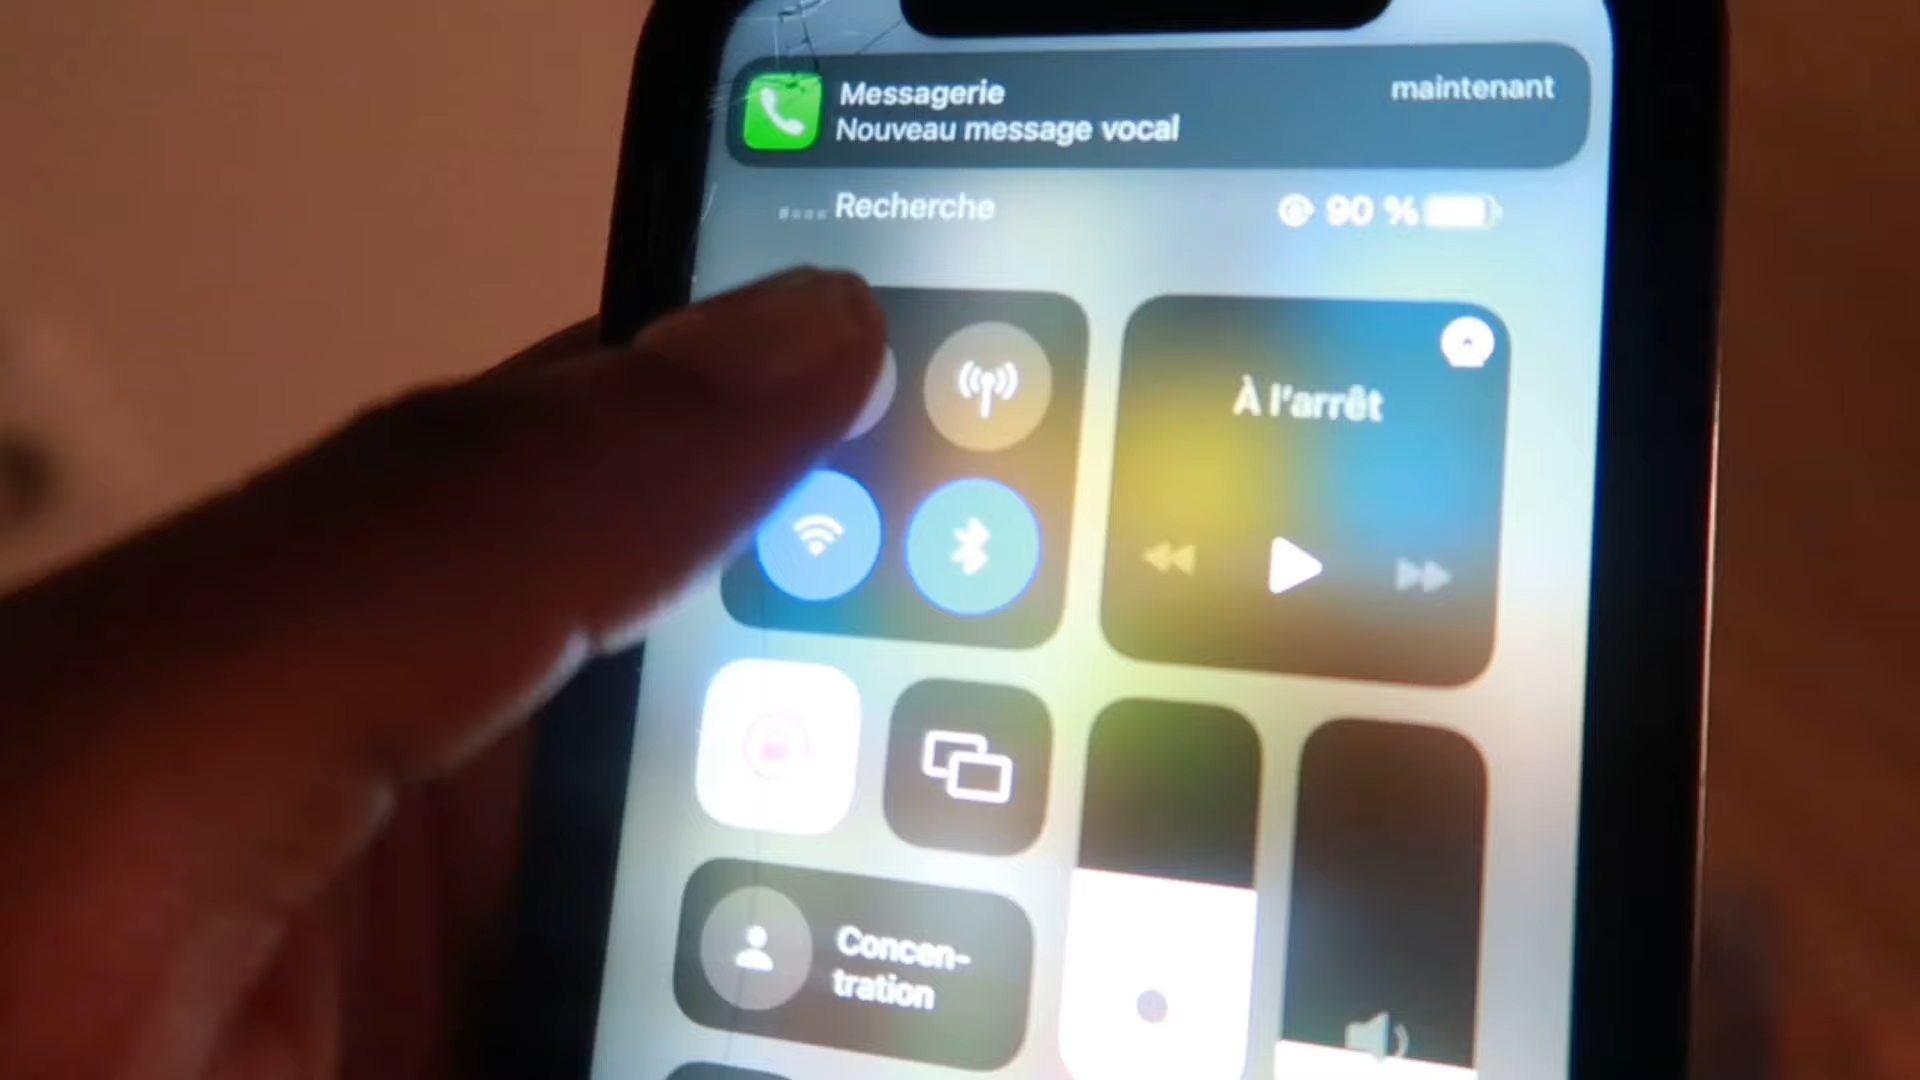 Messagerie
maintenant
Nouveau message vocal
Recherche
90 %
À l'arrêt
Concen-
tration